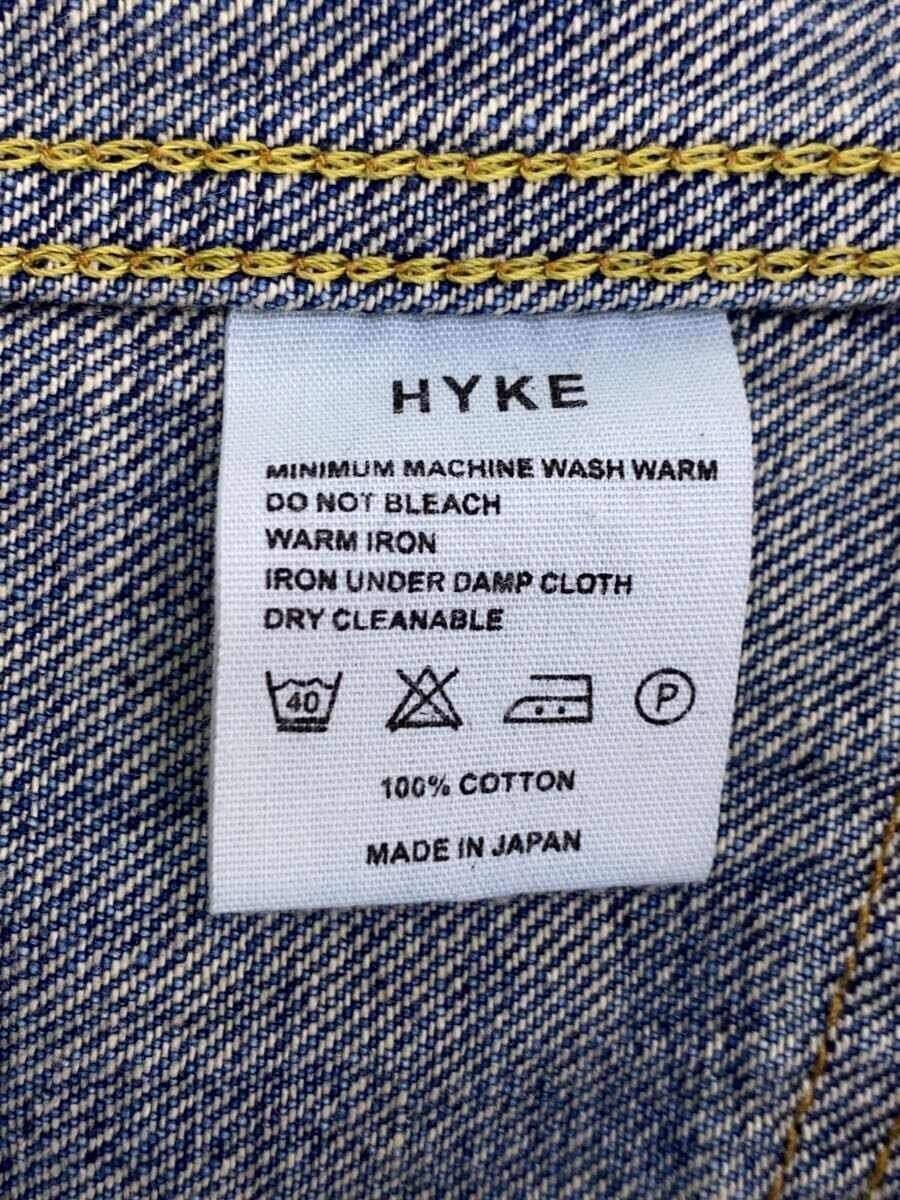 HYKE
MINIMUM MACHINE WASH WARM
DO NOT BLEACH
WARM IRON
IRON UNDER DAMP CLOTH
DRY CLEANABLE
40 P
100% COTTON
MADE IN JAPAN